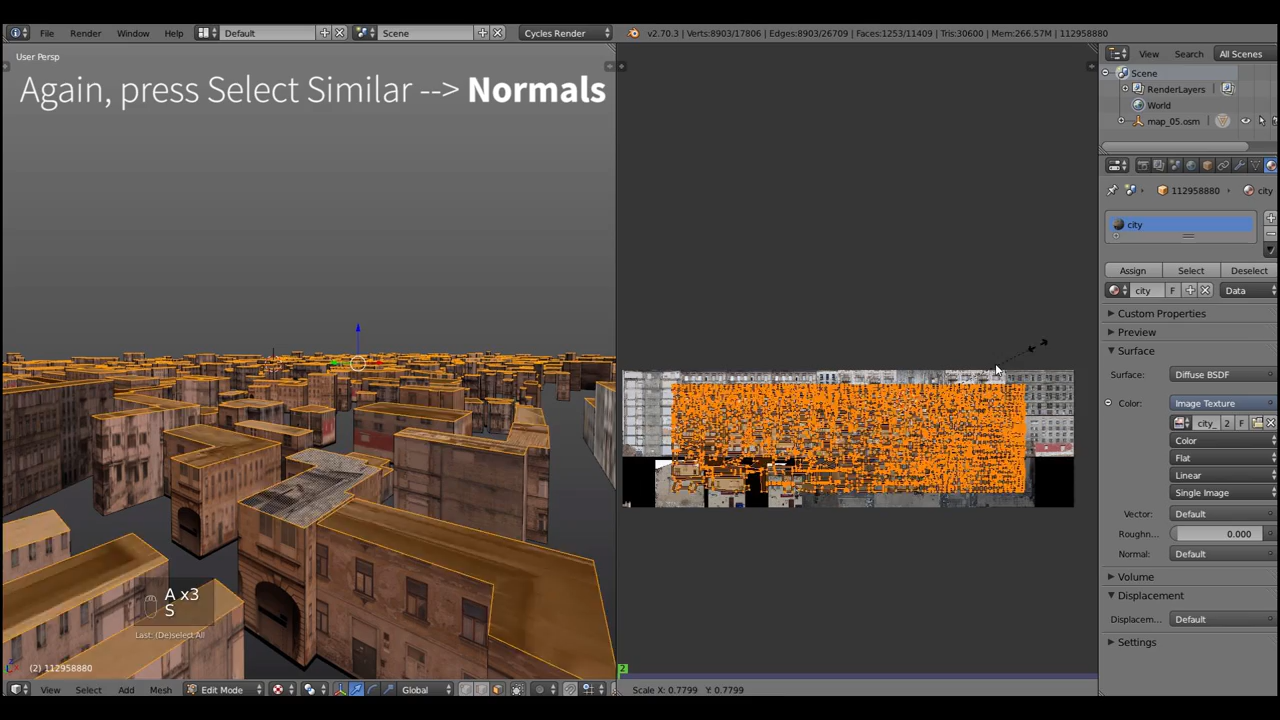 File Render Window Help Default Scene Cycles Render v2.70.3 | Verts:8903/17806 | Edges:8903/26709 | Faces:1253/11409 | Tris:30600 | Mem:266.57M | 112958880
View Search All Scenes
User Persp
Again, press Select Similar --> Normals
Scene
RenderLayers
World
map_05.osm
112958880 city
city
Assign Select Deselect
city F Data
Custom Properties
Preview
Surface
Surface: Diffuse BSDF
Color: Image Texture
city_ 2 F
Color
Flat
Linear
Single Image
Vector: Default
Roughn... 0.000
Normal: Default
Volume
Displacement
Displacem... Default
Settings
A x3
S
Last: (De)select All
(2) 112958880
2
View Select Add Mesh Edit Mode Global Scale X: 0.7799 Y: 0.7799